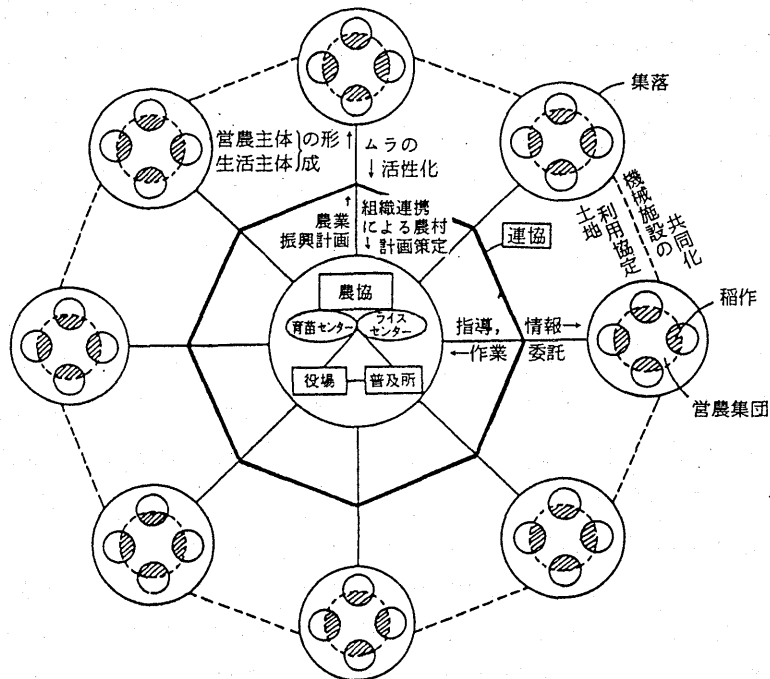 集落
営農主体
生活主体
の形
成
↑
ムラの
↓活性化
機械施設の
共同化
土地
利用協定
↑
農業
振興計画
組織連携
による農村
↓計画策定
連協
農協
育苗センター
ライス
センター
役場
普及所
指導，情報→
←作業委託
稲作
営農集団